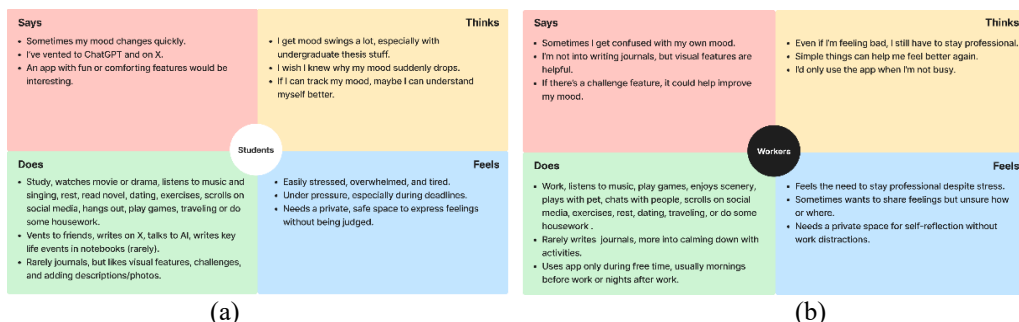 Says
• Sometimes my mood changes quickly.
• I've vented to ChatGPT and on X.
• An app with fun or comforting features would be
interesting.
Thinks
• I get mood swings a lot, especially with
undergraduate thesis stuff.
• I wish I knew why my mood suddenly drops.
• If I can track my mood, maybe I can understand
myself better.
Students
Does
• Study, watches movie or drama, listens to music and
singing, rest, read novel, dating, exercises, scrolls on
social media, hangs out, play games, traveling or do
some housework.
• Vents to friends, writes on X, talks to AI, writes key
life events in notebooks (rarely).
• Rarely journals, but likes visual features, challenges,
and adding descriptions/photos.
Feels
• Easily stressed, overwhelmed, and tired.
• Under pressure, especially during deadlines.
• Needs a private, safe space to express feelings
without being judged.
(a)
Says
• Sometimes I get confused with my own mood.
• I'm not into writing journals, but visual features are
helpful.
• If there's a challenge feature, it could help improve
my mood.
Thinks
• Even if I'm feeling bad, I still have to stay professional.
• Simple things can help me feel better again.
• I'd only use the app when I'm not busy.
Workers
Does
• Work, listens to music, play games, enjoys scenery,
plays with pet, chats with people, scrolls on social
media, exercises, rest, dating, traveling, or do some
housework .
• Rarely writes journals, more into calming down with
activities.
• Uses app only during free time, usually mornings
before work or nights after work.
Feels
• Feels the need to stay professional despite stress.
• Sometimes wants to share feelings but unsure how
or where.
• Needs a private space for self-reflection without
work distractions.
(b)